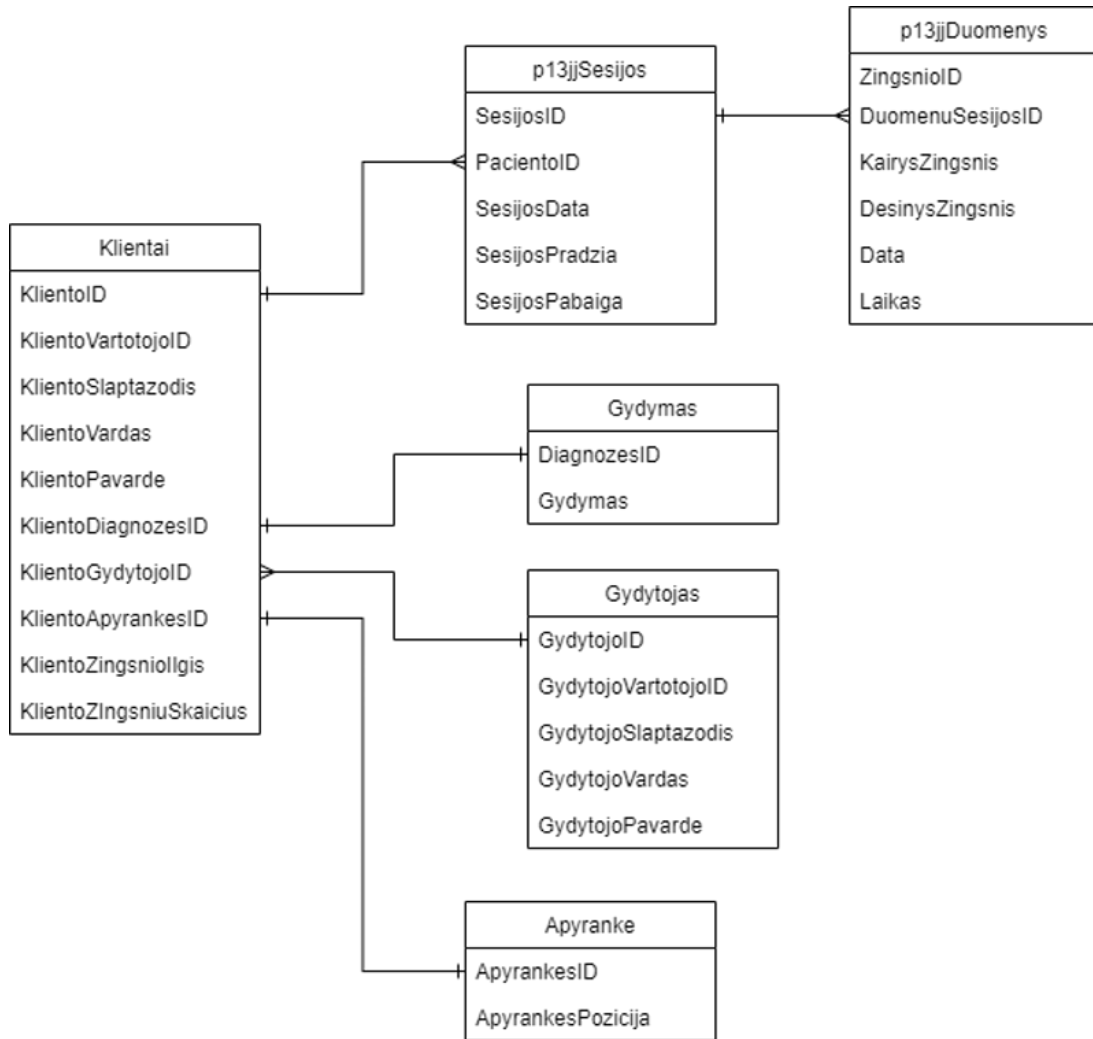 p13jjDuomenys
ZingsnioID
DuomenuSesijosID
KairysZingsnis
DesinysZingsnis
Data
Laikas
p13jjSesijos
SesijosID
PacientoID
SesijosData
SesijosPradzia
SesijosPabaiga
Klientai
KlientoID
KlientoVartotojoID
KlientoSlaptazodis
KlientoVardas
KlientoPavarde
KlientoDiagnozesID
KlientoGydytojoID
KlientoApyrankesID
KlientoZingsnioIlgis
KlientoZIngsniuSkaicius
Gydymas
DiagnozesID
Gydymas
Gydytojas
GydytojoID
GydytojoVartotojoID
GydytojoSlaptazodis
GydytojoVardas
GydytojoPavarde
Apyranke
ApyrankesID
ApyrankesPozicija